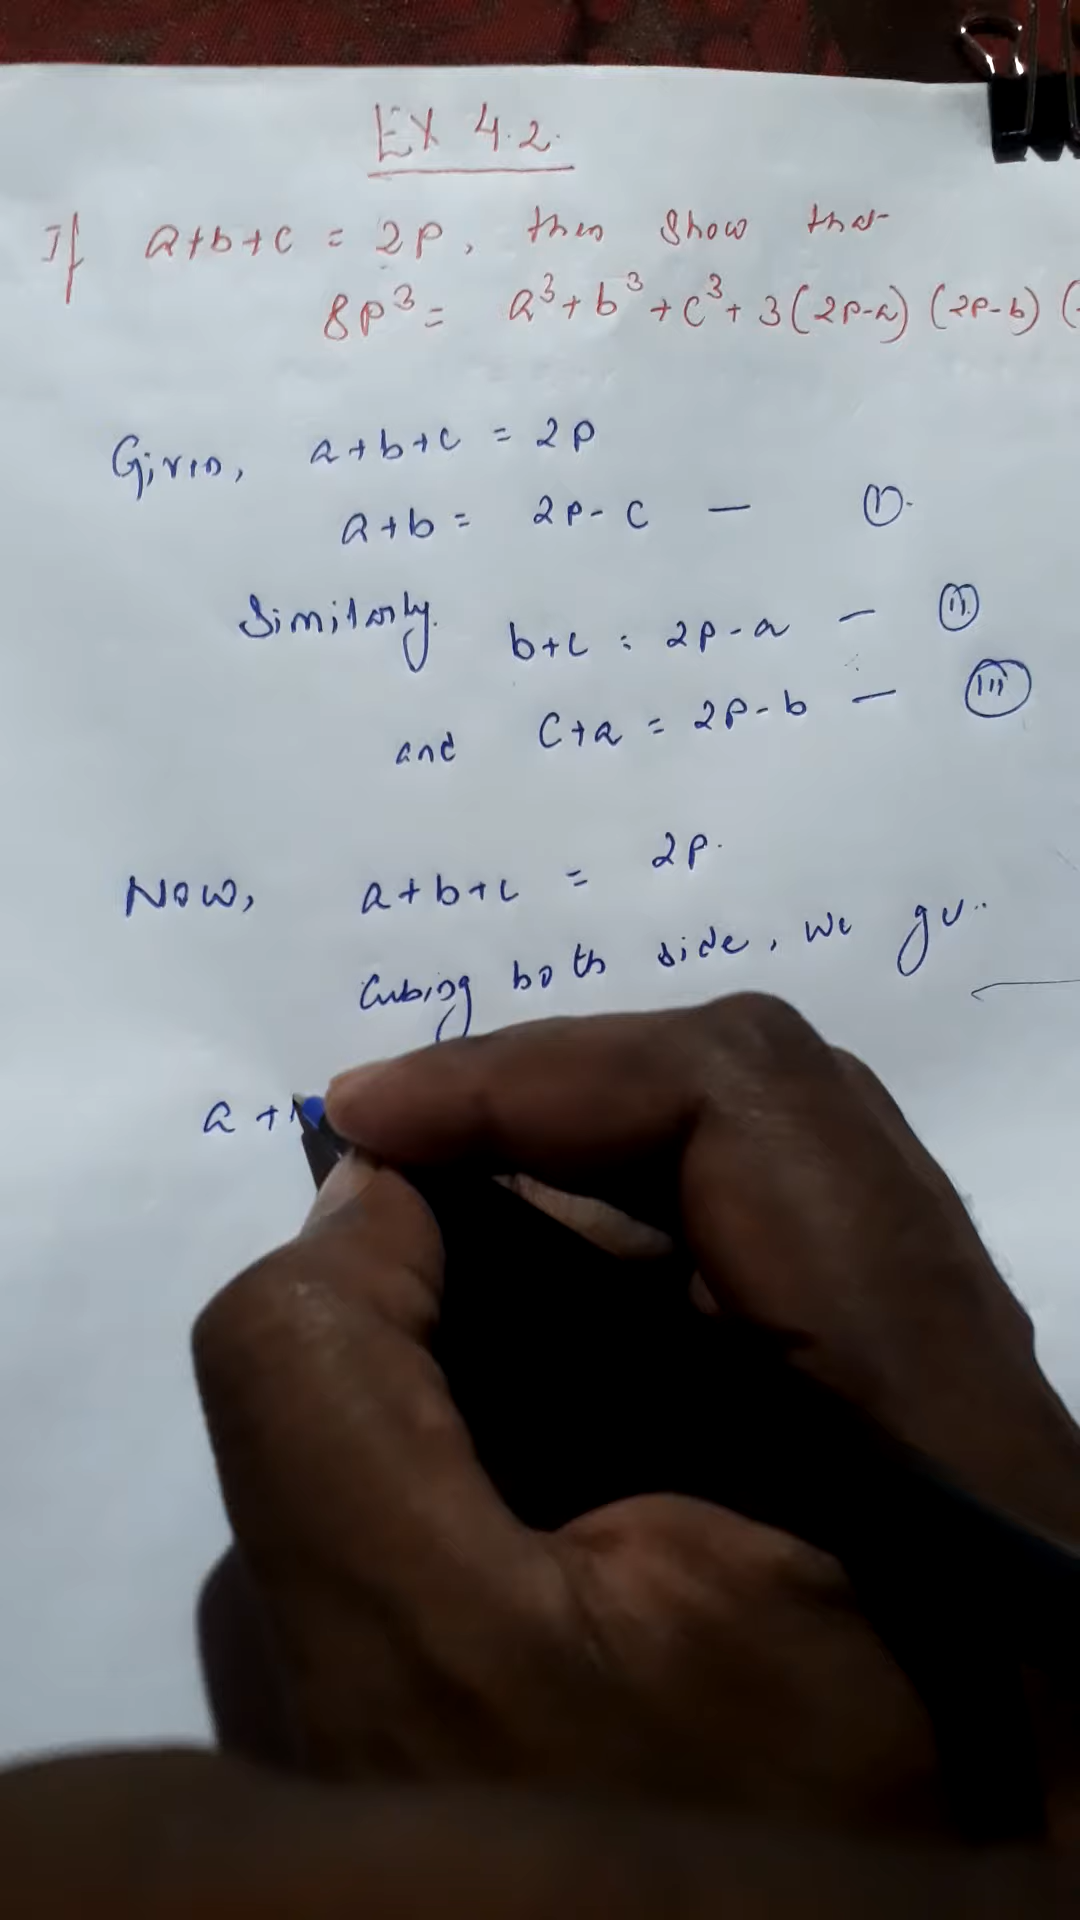 EX 4.2.
If a+b+c = 2P, then show that
8P³ = a³+b³+c³+3(2P-a)(2P-b)(
Given, a+b+c = 2P
a+b = 2P-c — (i).
Similarly. b+c = 2P-a — (ii)
and c+a = 2P-b — (iii)
Now, a+b+c = 2P.
Cubing both side, we
a +